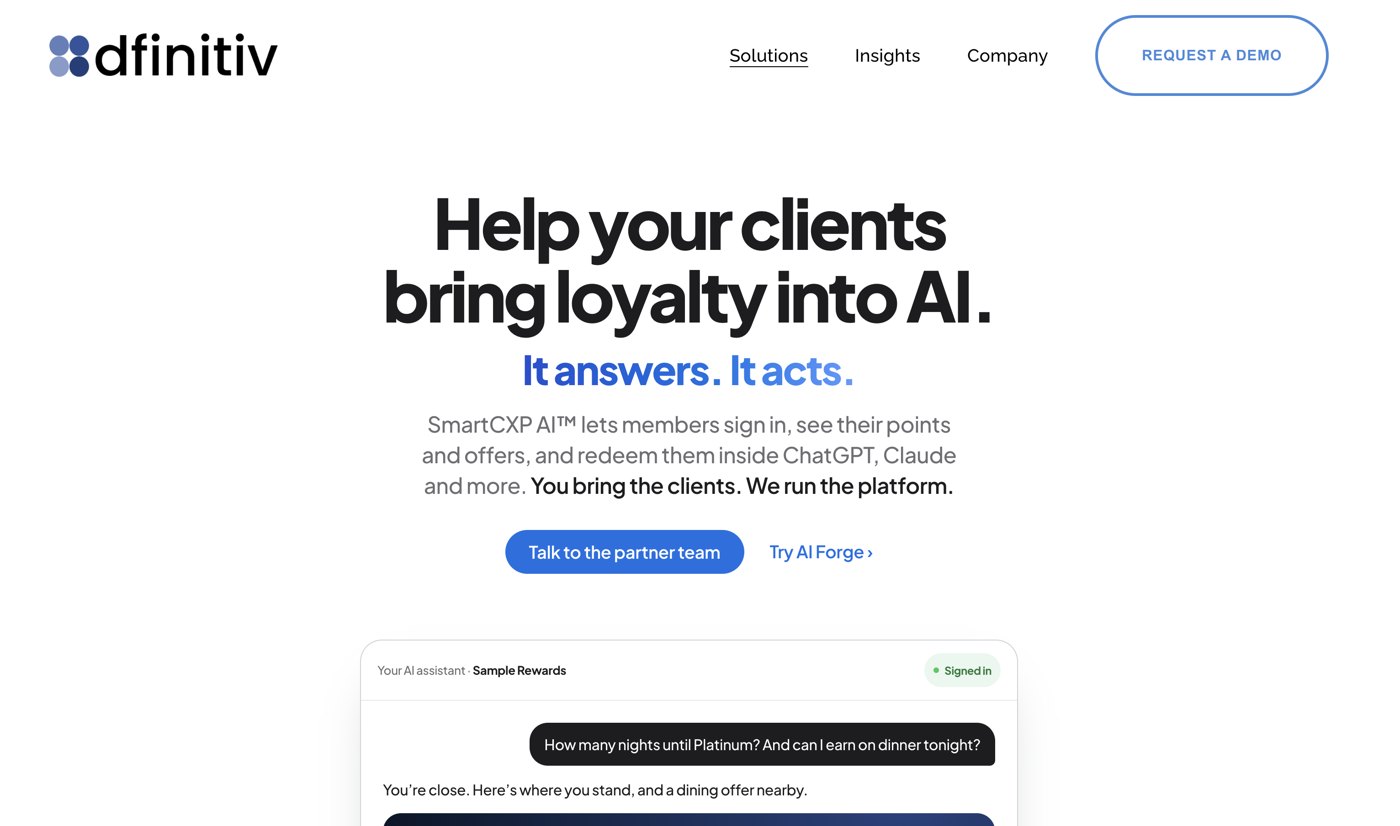 dfinitiv
Solutions
Insights
Company
REQUEST A DEMO
Help your clients
bring loyalty into AI.
It answers. It acts.
SmartCXP AI™ lets members sign in, see their points
and offers, and redeem them inside ChatGPT, Claude
and more. You bring the clients. We run the platform.
Talk to the partner team
Try AI Forge ›
Your AI assistant · Sample Rewards
Signed in
How many nights until Platinum? And can I earn on dinner tonight?
You’re close. Here’s where you stand, and a dining offer nearby.